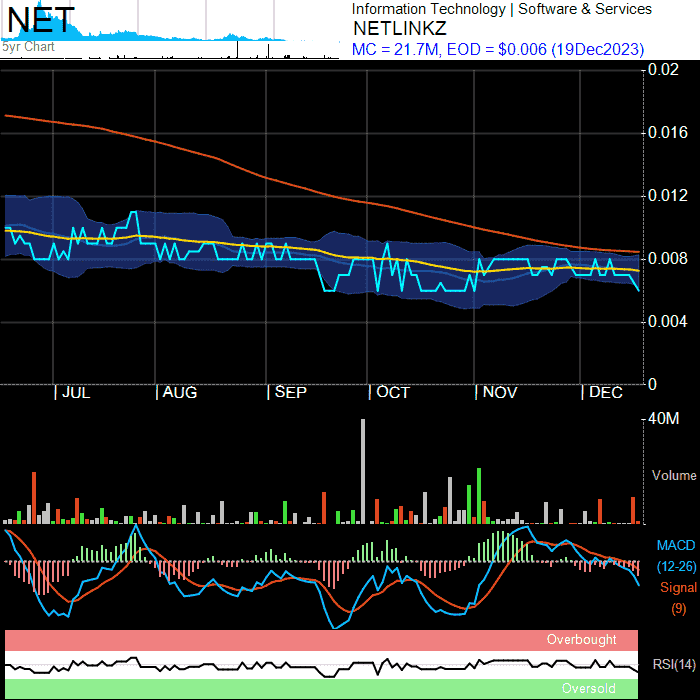 NET
5yr Chart
Information Technology | Software & Services
NETLINKZ
MC = 21.7M, EOD = $0.006 (19Dec2023)
0.02
0.016
0.012
0.008
0.004
0
JUL AUG SEP OCT NOV DEC
40M
Volume
MACD
(12-26)
Signal
(9)
Overbought
RSI(14)
Oversold